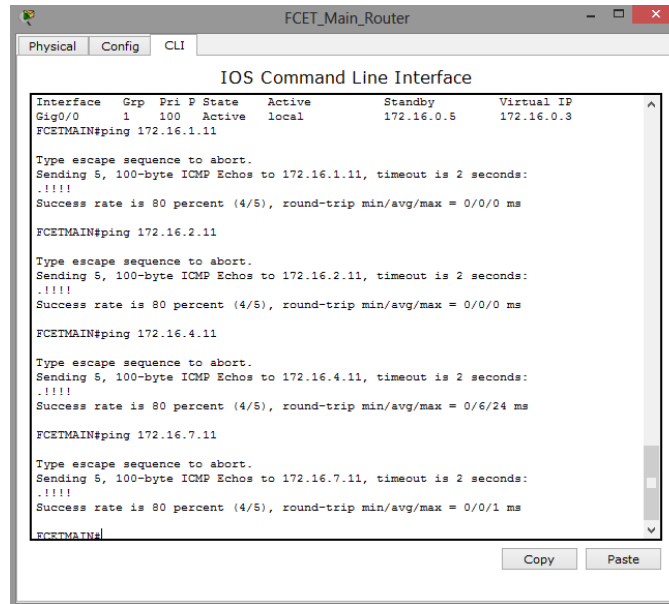 FCET_Main_Router
Physical Config CLI
IOS Command Line Interface
Interface Grp Pri P State Active Standby Virtual IP
Gig0/0 1 100 Active local 172.16.0.5 172.16.0.3
FCETMAIN#ping 172.16.1.11
Type escape sequence to abort.
Sending 5, 100-byte ICMP Echos to 172.16.1.11, timeout is 2 seconds:
.!!!!
Success rate is 80 percent (4/5), round-trip min/avg/max = 0/0/0 ms
FCETMAIN#ping 172.16.2.11
Type escape sequence to abort.
Sending 5, 100-byte ICMP Echos to 172.16.2.11, timeout is 2 seconds:
.!!!!
Success rate is 80 percent (4/5), round-trip min/avg/max = 0/0/0 ms
FCETMAIN#ping 172.16.4.11
Type escape sequence to abort.
Sending 5, 100-byte ICMP Echos to 172.16.4.11, timeout is 2 seconds:
.!!!!
Success rate is 80 percent (4/5), round-trip min/avg/max = 0/6/24 ms
FCETMAIN#ping 172.16.7.11
Type escape sequence to abort.
Sending 5, 100-byte ICMP Echos to 172.16.7.11, timeout is 2 seconds:
.!!!!
Success rate is 80 percent (4/5), round-trip min/avg/max = 0/0/1 ms
FCETMAIN#
Copy Paste